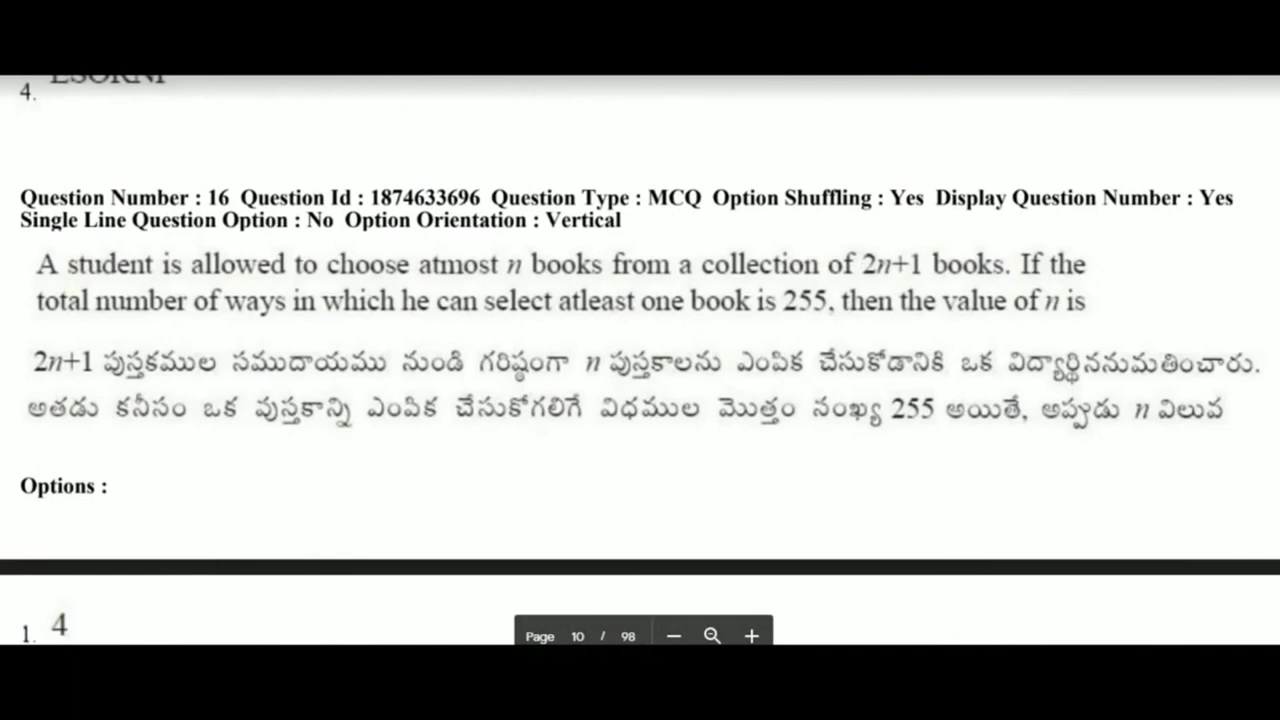 ESORNI
4.
Question Number : 16 Question Id : 1874633696 Question Type : MCQ Option Shuffling : Yes Display Question Number : Yes
Single Line Question Option : No Option Orientation : Vertical
A student is allowed to choose atmost n books from a collection of 2n+1 books. If the
total number of ways in which he can select atleast one book is 255, then the value of n is
2n+1 పుస్తకముల సముదాయము నుండి గరిష్ఠంగా n పుస్తకాలను ఎంపిక చేసుకోడానికి ఒక విద్యార్థిననుమతించారు.
అతడు కనీసం ఒక పుస్తకాన్ని ఎంపిక చేసుకోగలిగే విధముల మొత్తం సంఖ్య 255 అయితే, అప్పుడు n విలువ
Options :
1. 4
Page 10 / 98